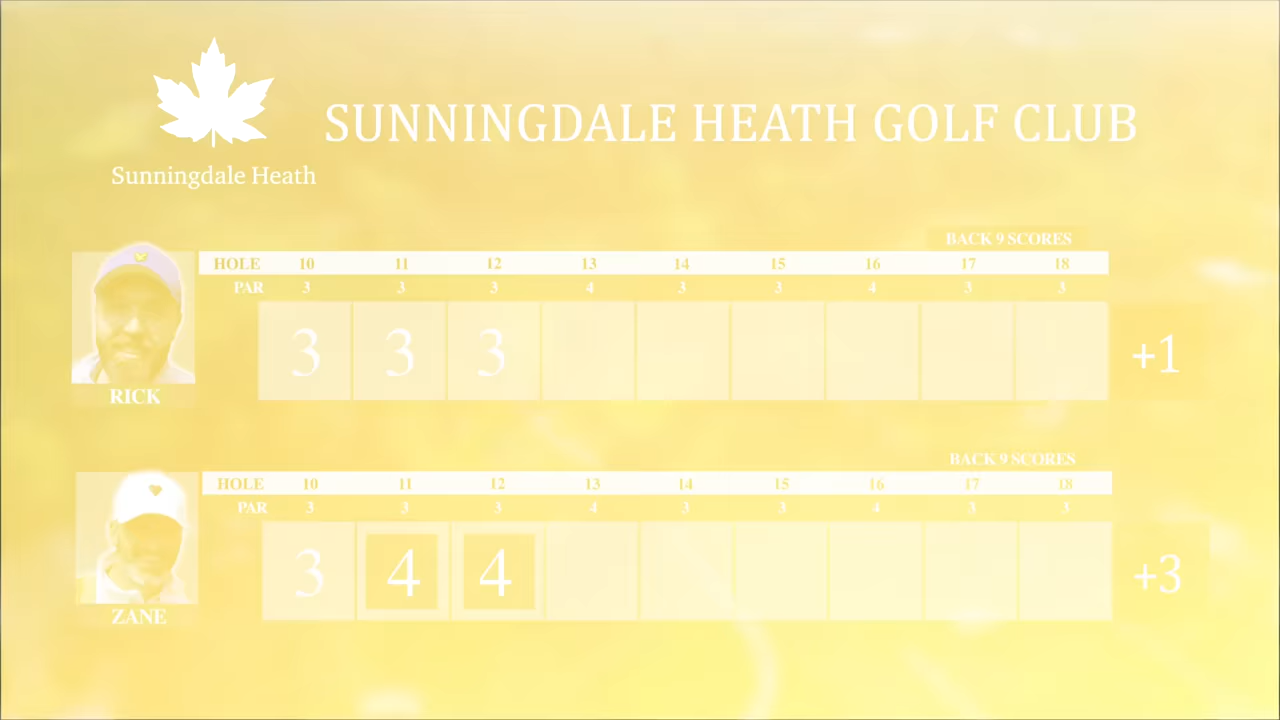 SUNNINGDALE HEATH GOLF CLUB
Sunningdale Heath
BACK 9 SCORES
HOLE 10 11 12 13 14 15 16 17 18
PAR 3 3 3 4 3 3 4 3 3
3 3 3 +1
RICK
BACK 9 SCORES
HOLE 10 11 12 13 14 15 16 17 18
PAR 3 3 3 4 3 3 4 3 3
3 4 4 +3
ZANE